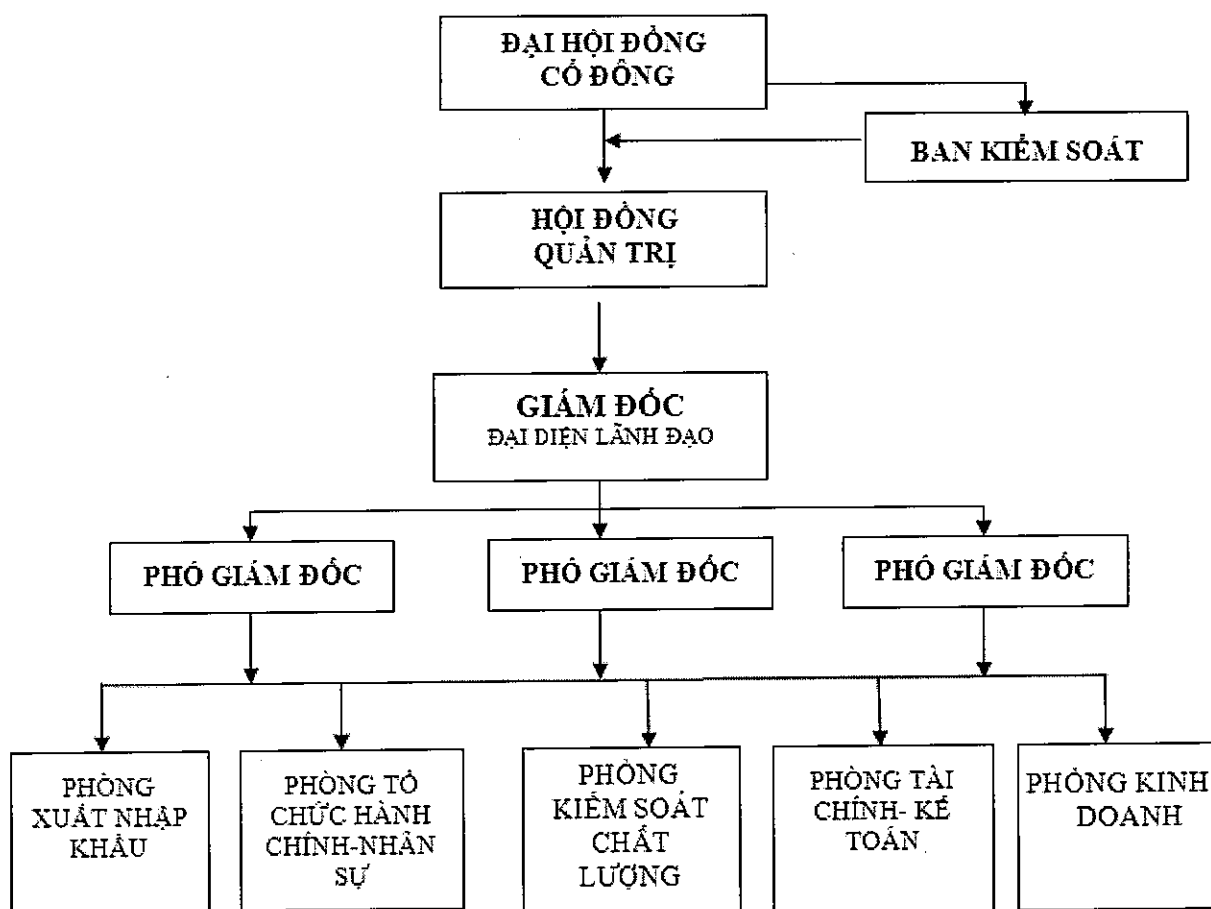 ĐẠI HỘI ĐỒNG
CỔ ĐÔNG
BAN KIỂM SOÁT
HỘI ĐỒNG
QUẢN TRỊ
GIÁM ĐỐC
ĐẠI DIỆN LÃNH ĐẠO
PHÓ GIÁM ĐỐC
PHÓ GIÁM ĐỐC
PHÓ GIÁM ĐỐC
PHÒNG
XUẤT NHẬP
KHẨU
PHÒNG TỔ
CHỨC HÀNH
CHÍNH-NHÂN
SỰ
PHÒNG
KIỂM SOÁT
CHẤT
LƯỢNG
PHÒNG TÀI
CHÍNH- KẾ
TOÁN
PHÒNG KINH
DOANH